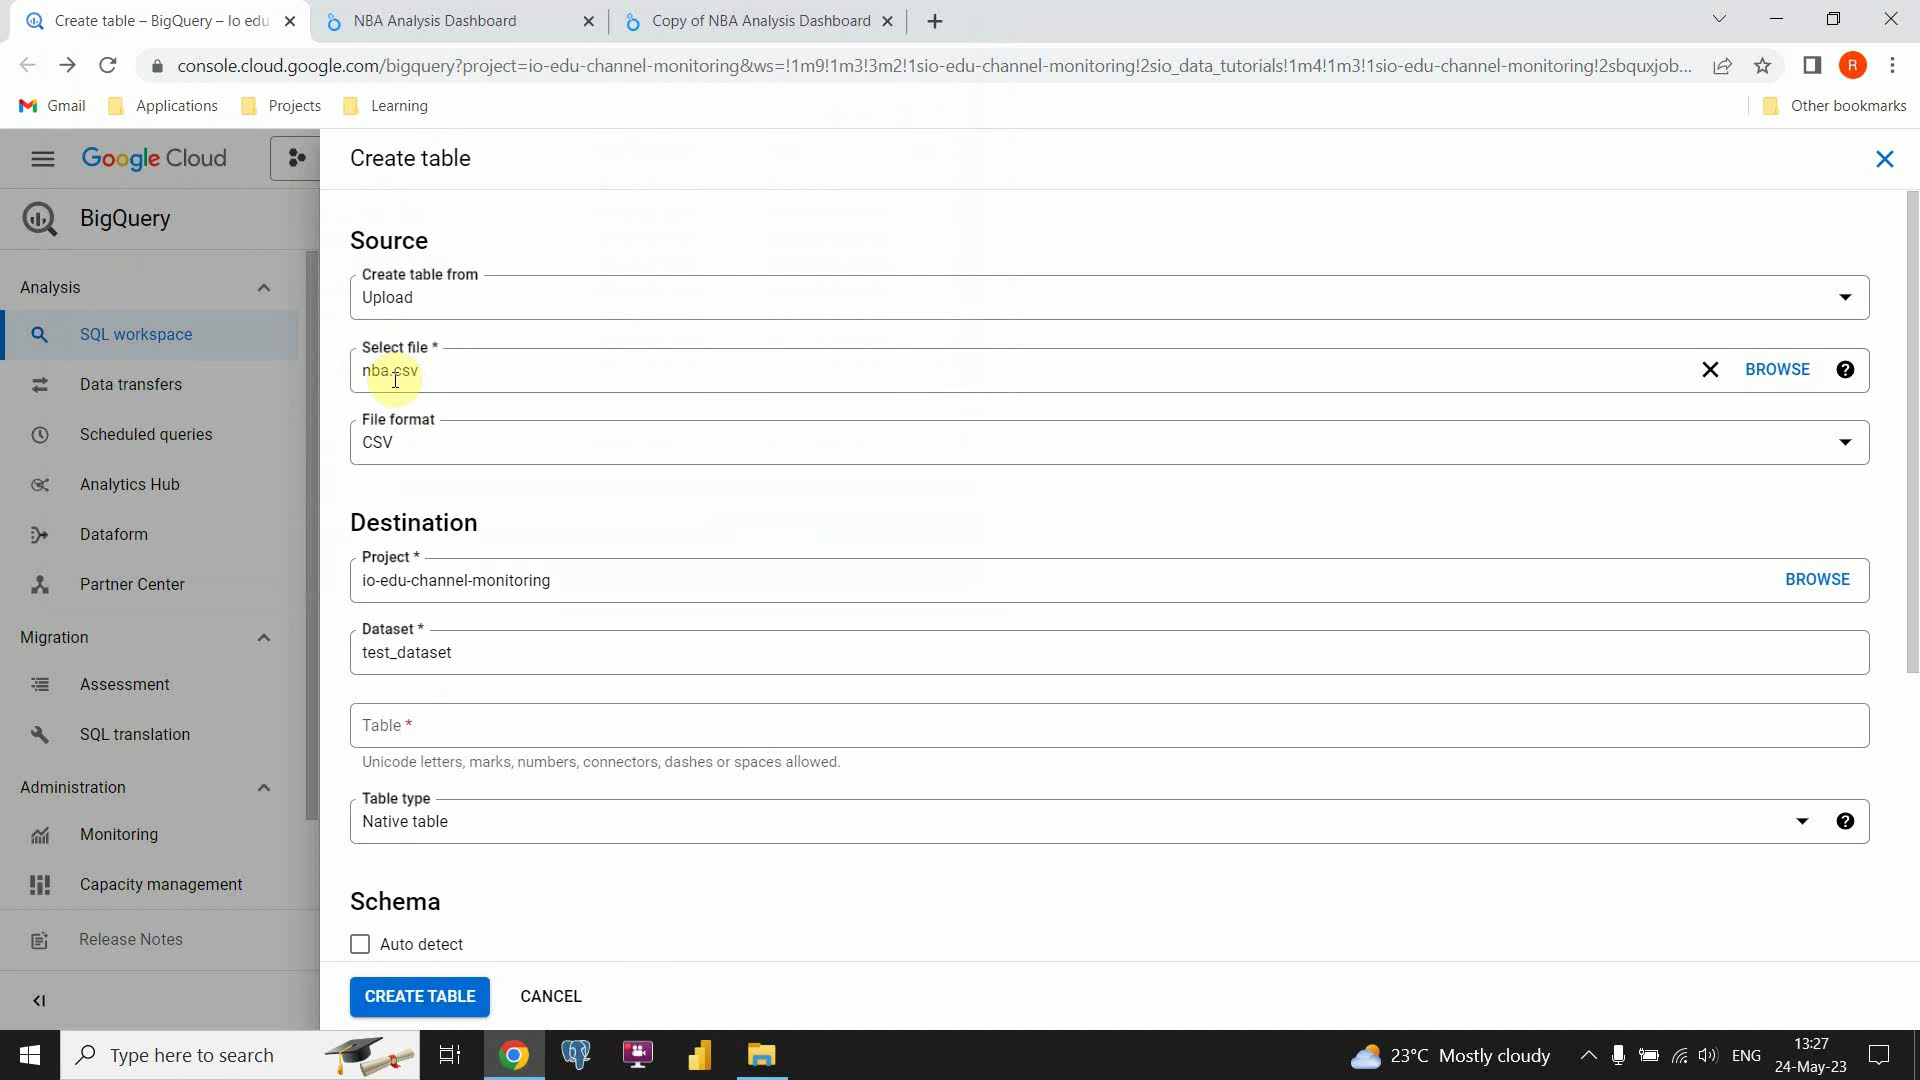 Create table – BigQuery – Io edu
NBA Analysis Dashboard
Copy of NBA Analysis Dashboard
console.cloud.google.com/bigquery?project=io-edu-channel-monitoring&ws=!1m9!1m3!3m2!1sio-edu-channel-monitoring!2sio_data_tutorials!1m4!1m3!1sio-edu-channel-monitoring!2sbquxjob...
R
Gmail
Applications
Projects
Learning
Other bookmarks
Google Cloud
BigQuery
Analysis
SQL workspace
Data transfers
Scheduled queries
Analytics Hub
Dataform
Partner Center
Migration
Assessment
SQL translation
Administration
Monitoring
Capacity management
Release Notes
Create table
Source
Create table from
Upload
Select file *
nba.csv
BROWSE
File format
CSV
Destination
Project *
io-edu-channel-monitoring
BROWSE
Dataset *
test_dataset
Table *
Unicode letters, marks, numbers, connectors, dashes or spaces allowed.
Table type
Native table
Schema
Auto detect
CREATE TABLE
CANCEL
Type here to search
23°C Mostly cloudy
ENG
13:27
24-May-23